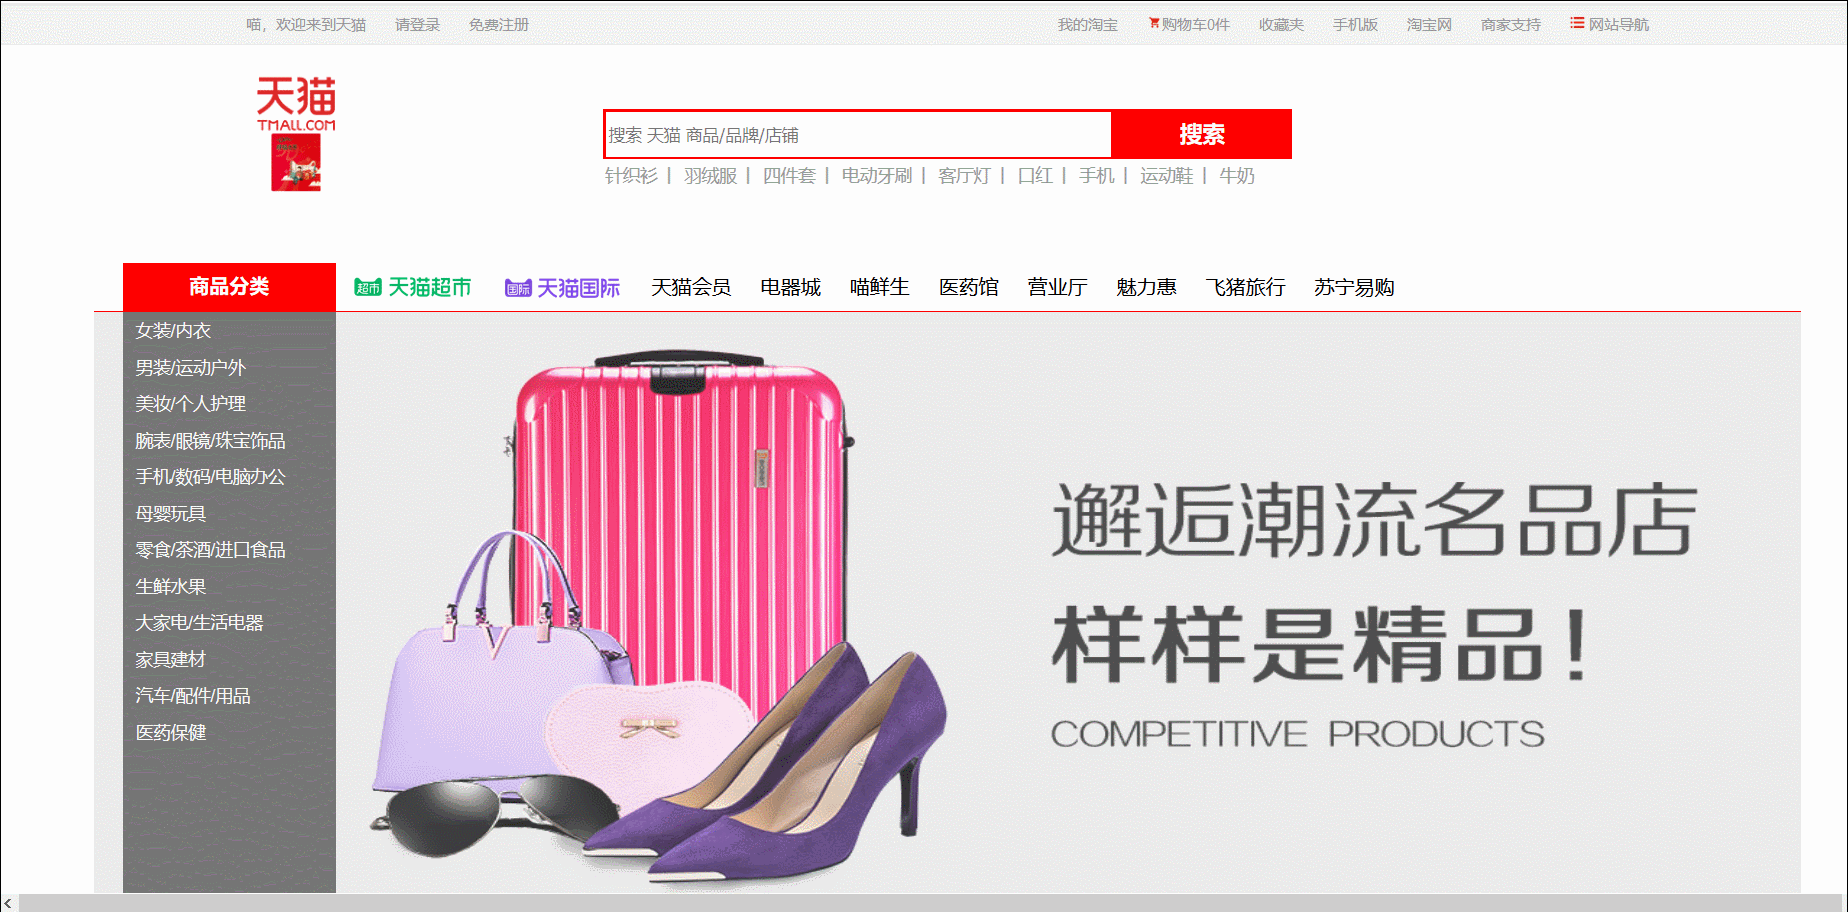 喵，欢迎来到天猫 请登录 免费注册 我的淘宝 购物车0件 收藏夹 手机版 淘宝网 商家支持 网站导航
天猫
TMALL.COM
搜索 天猫 商品/品牌/店铺 搜索
针织衫 | 羽绒服 | 四件套 | 电动牙刷 | 客厅灯 | 口红 | 手机 | 运动鞋 | 牛奶
商品分类 超市 天猫超市 国际 天猫国际 天猫会员 电器城 喵鲜生 医药馆 营业厅 魅力惠 飞猪旅行 苏宁易购
女装/内衣
男装/运动户外
美妆/个人护理
腕表/眼镜/珠宝饰品
手机/数码/电脑办公
母婴玩具
零食/茶酒/进口食品
生鲜水果
大家电/生活电器
家具建材
汽车/配件/用品
医药保健
邂逅潮流名品店
样样是精品！
COMPETITIVE PRODUCTS